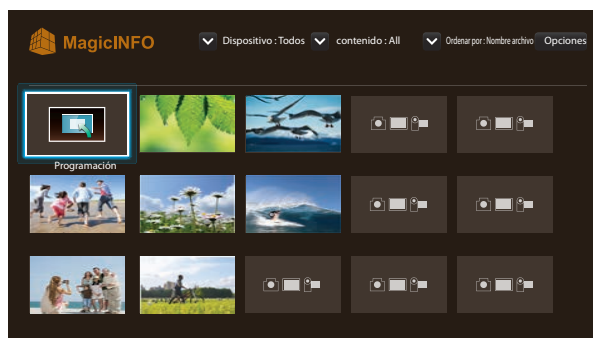 MagicINFO
Dispositivo : Todos
contenido : All
Ordenar por : Nombre archivo
Opciones
Programación